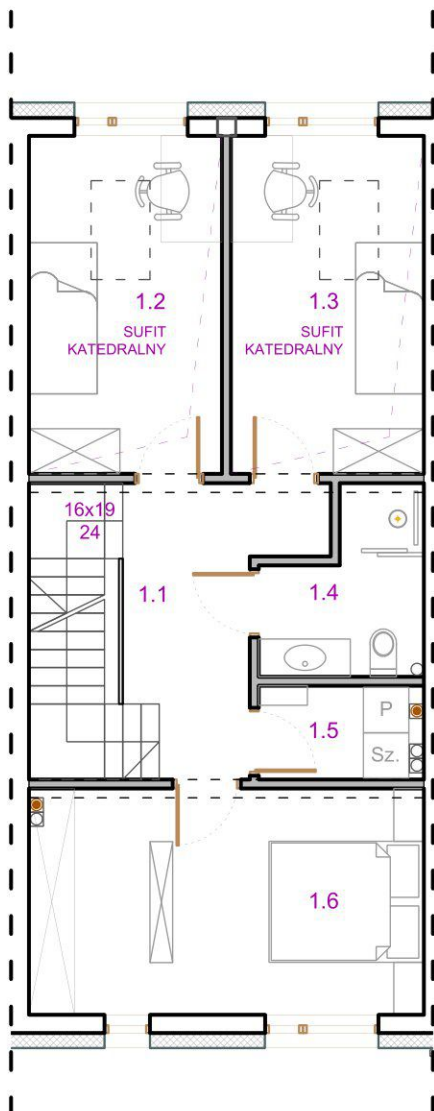 1.2
SUFIT
KATEDRALNY
1.3
SUFIT
KATEDRALNY
16x19
24
1.1
1.4
1.5
P
Sz.
1.6